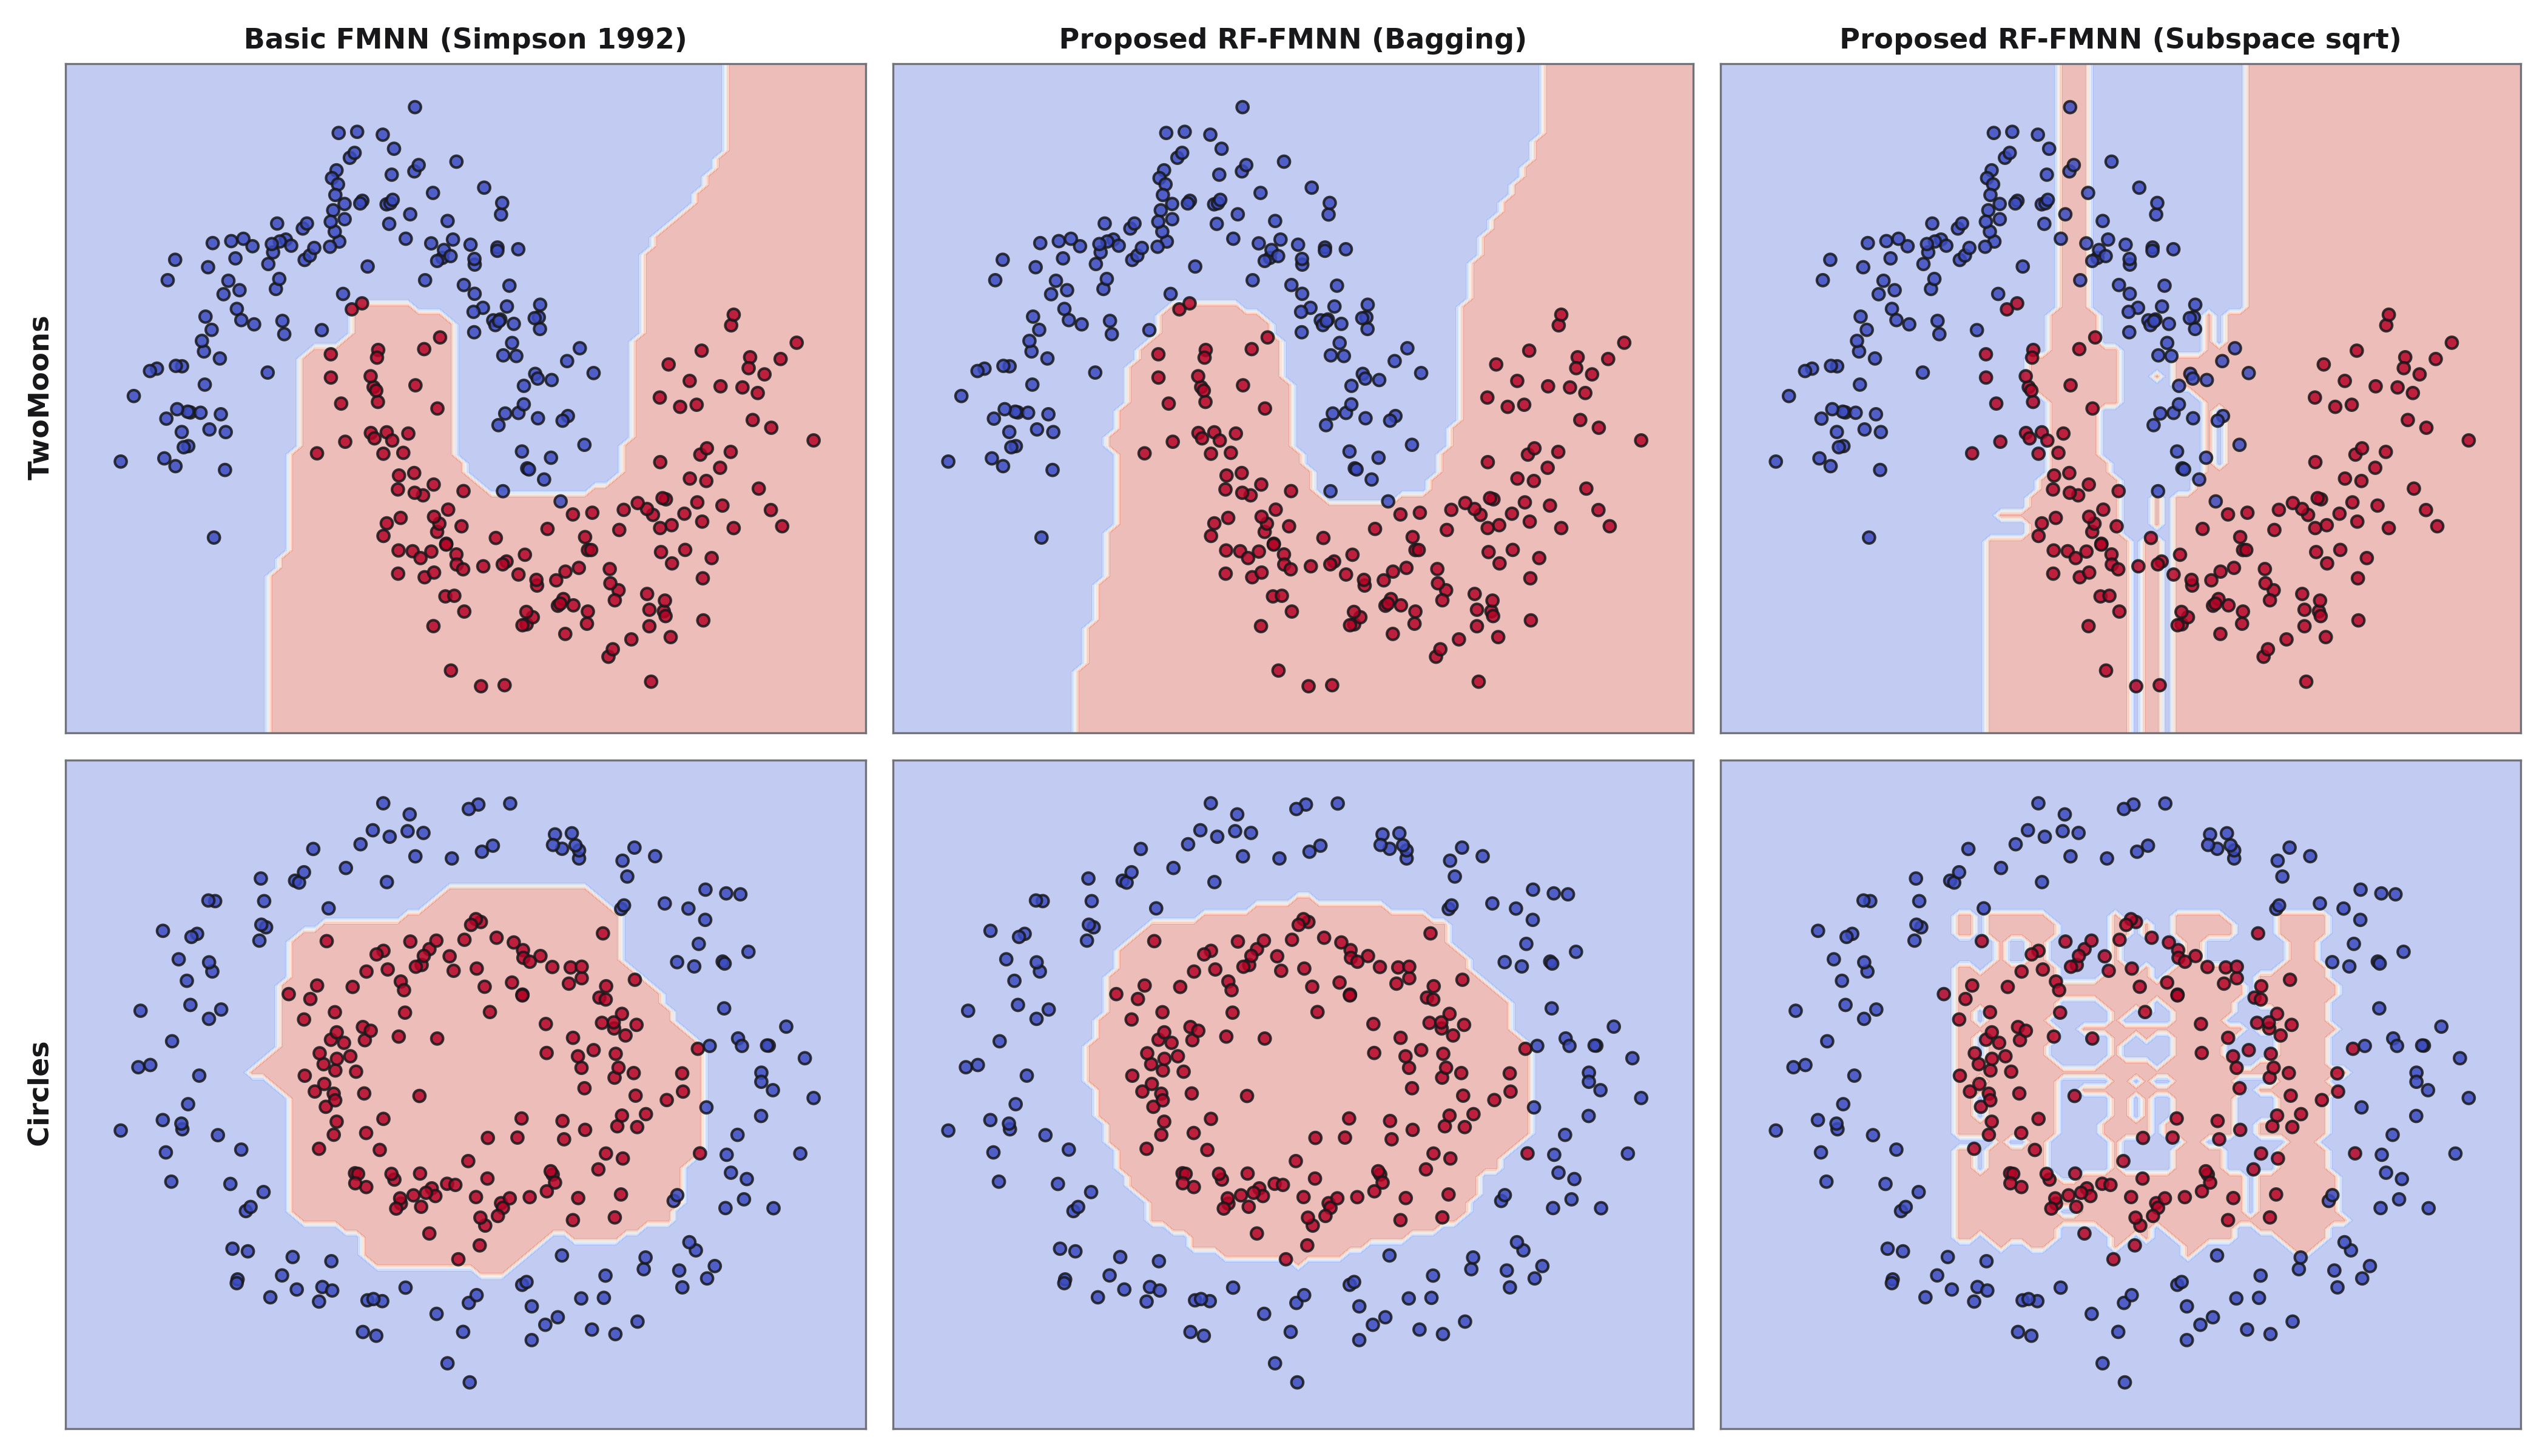 Basic FMNN (Simpson 1992)
Proposed RF-FMNN (Bagging)
Proposed RF-FMNN (Subspace sqrt)
TwoMoons
Circles